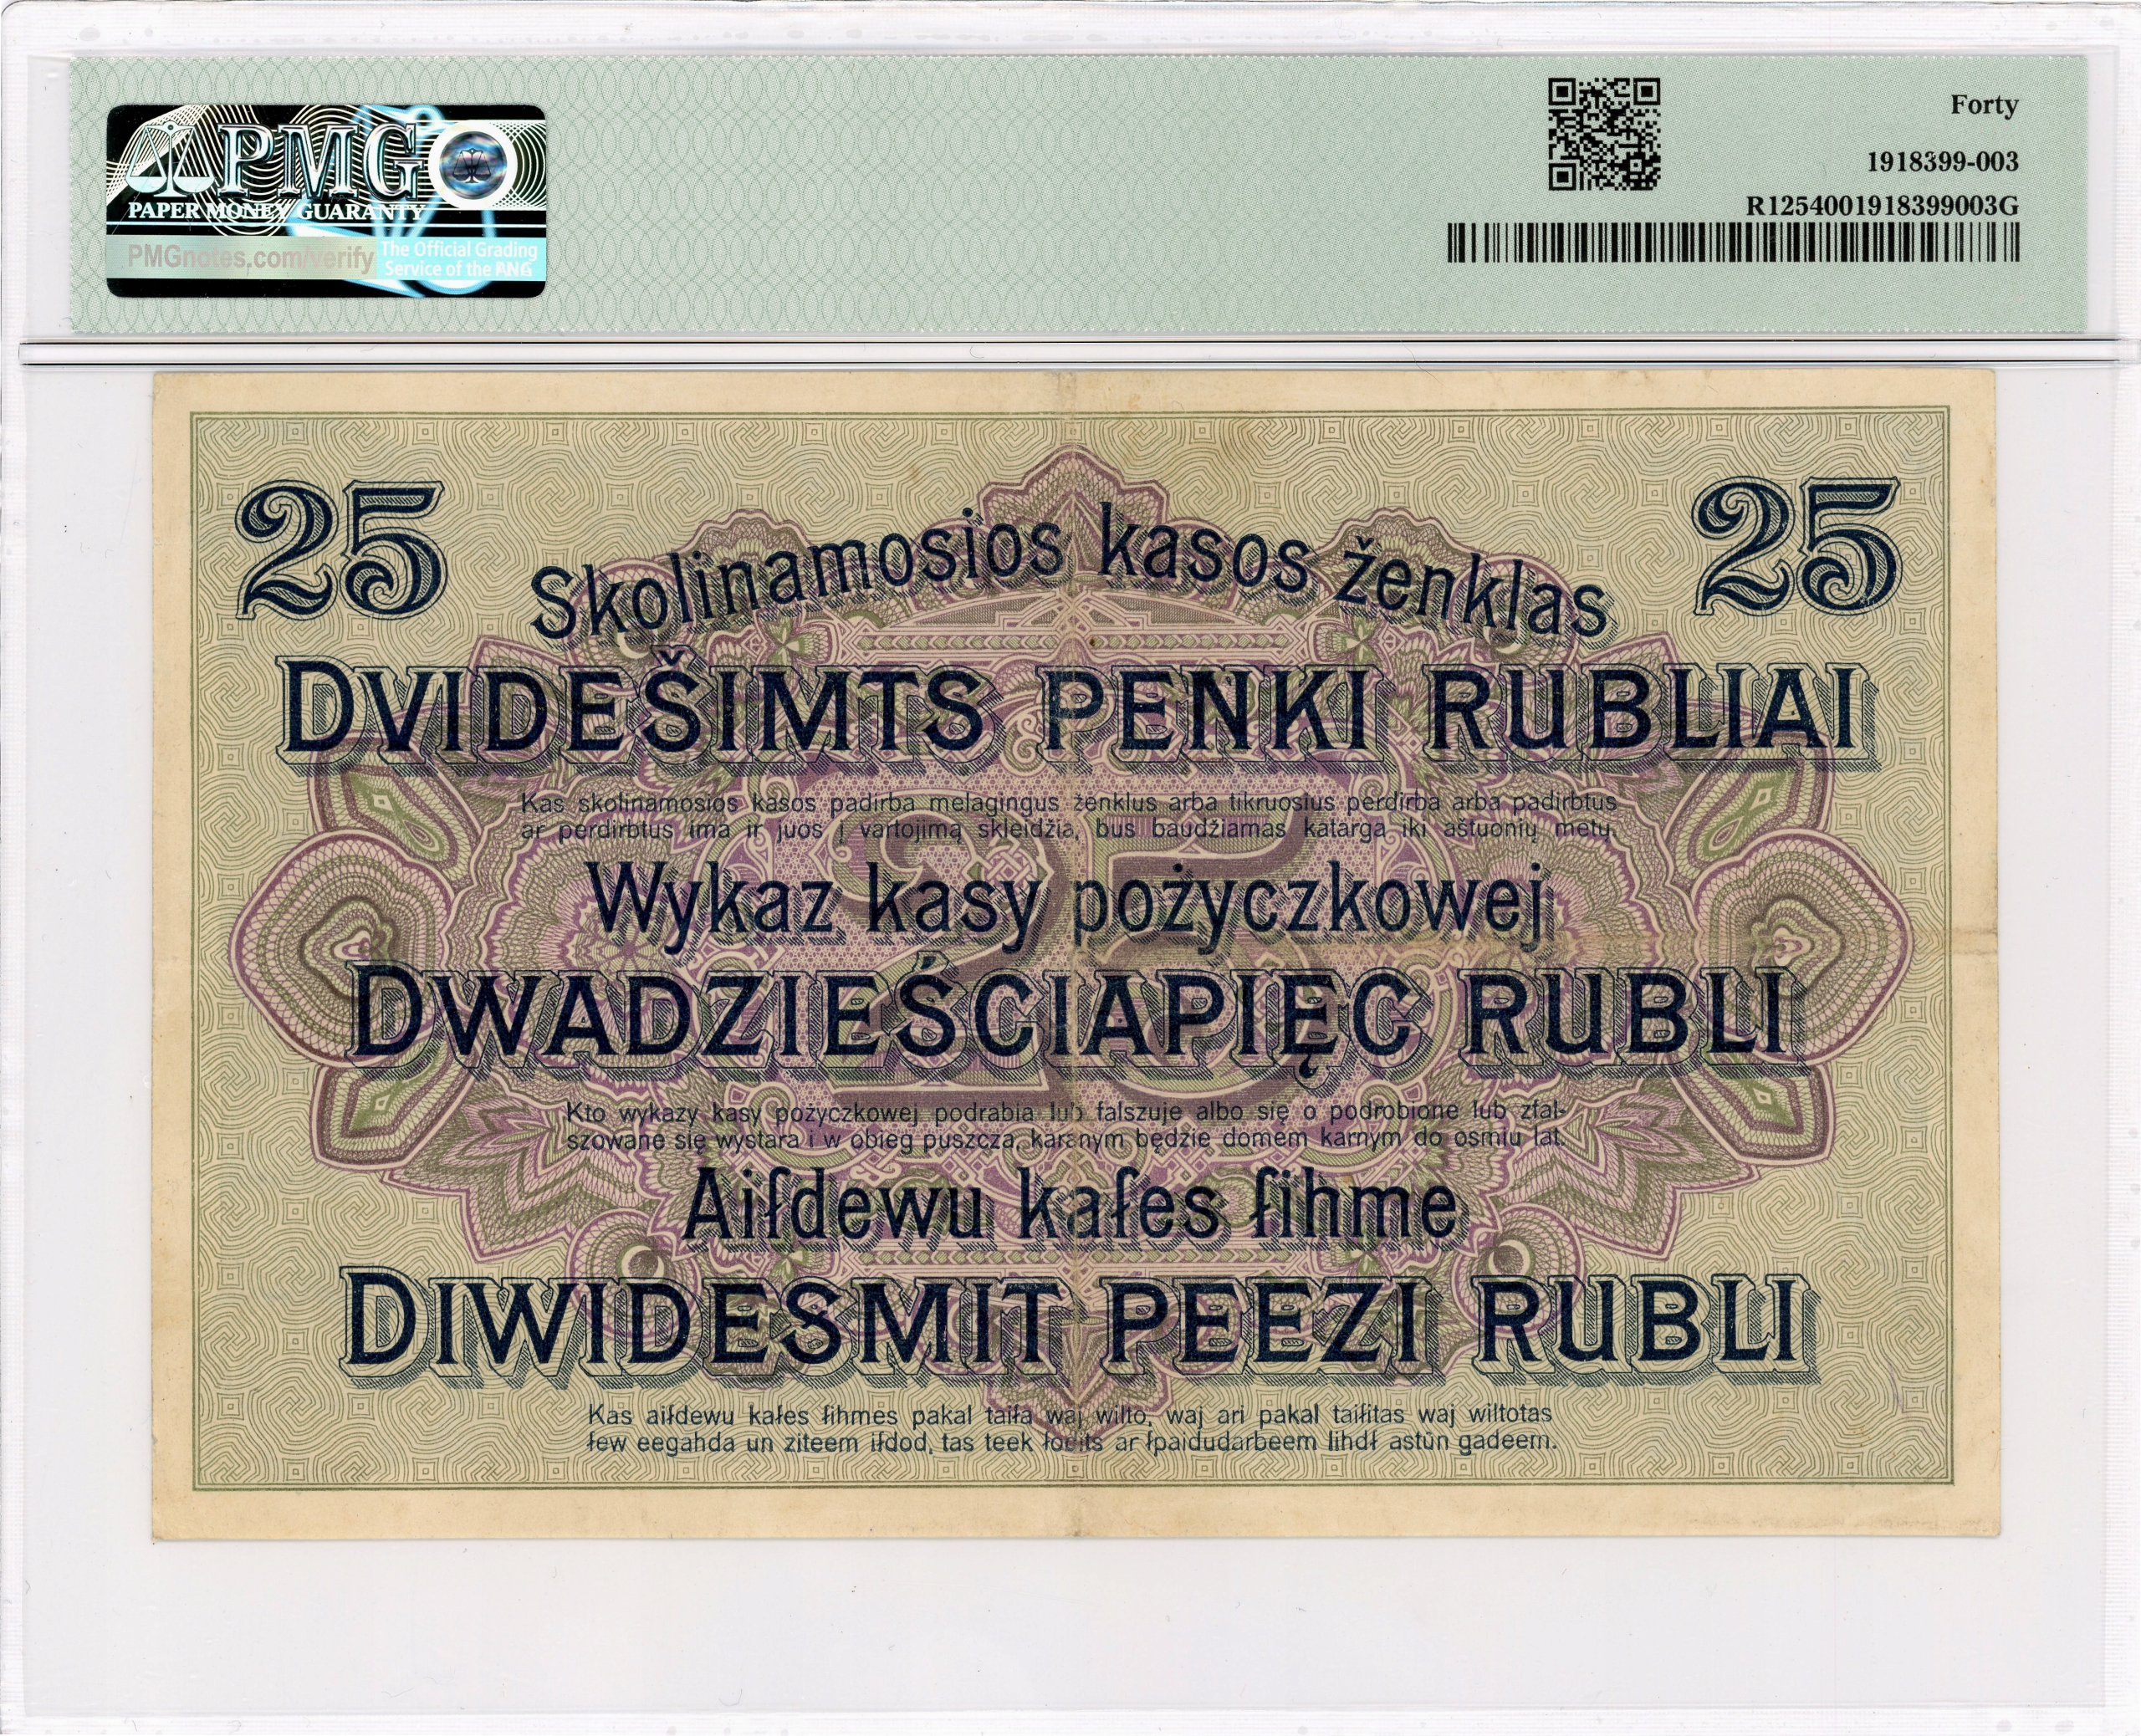 PMG
PAPER MONEY GUARANTY
PMGnotes.com/verify
The Official Grading
Service of the PNG
Forty
1918399-003
R1254001918399003G
25
25
Skolinamosios kasos ženklas
DVIDEŠIMTS PENKI RUBLIAI
Kas skolinamosios kasos padirba melagingus ženklus arba tikruosius perdirba arba padirbtus
ar perdirbtus ima ir juos į vartojimą skleidžia, bus baudžiamas katarga iki aštuonių metų.
25
Wykaz kasy pożyczkowej
DWADZIEŚCIAPIĘC RUBLI
Kto wykazy kasy pożyczkowej podrabia lub falszuje albo się o podrobione lub zfal-
szowane się wystara i w obieg puszcza, karanym będzie domem karnym do osmiu lat.
Aiſdewu kaſes ſihme
DIWIDESMIT PEEZI RUBLI
Kas aiſdewu kaſes ſihmes pakal taiſa waj wilto, waj ari pakal taiſitas waj wiltotas
ſew eegahda un ziteem iſdod, tas teek ſodits ar ſpaidudarbeem lihdſ astūn gadeem.